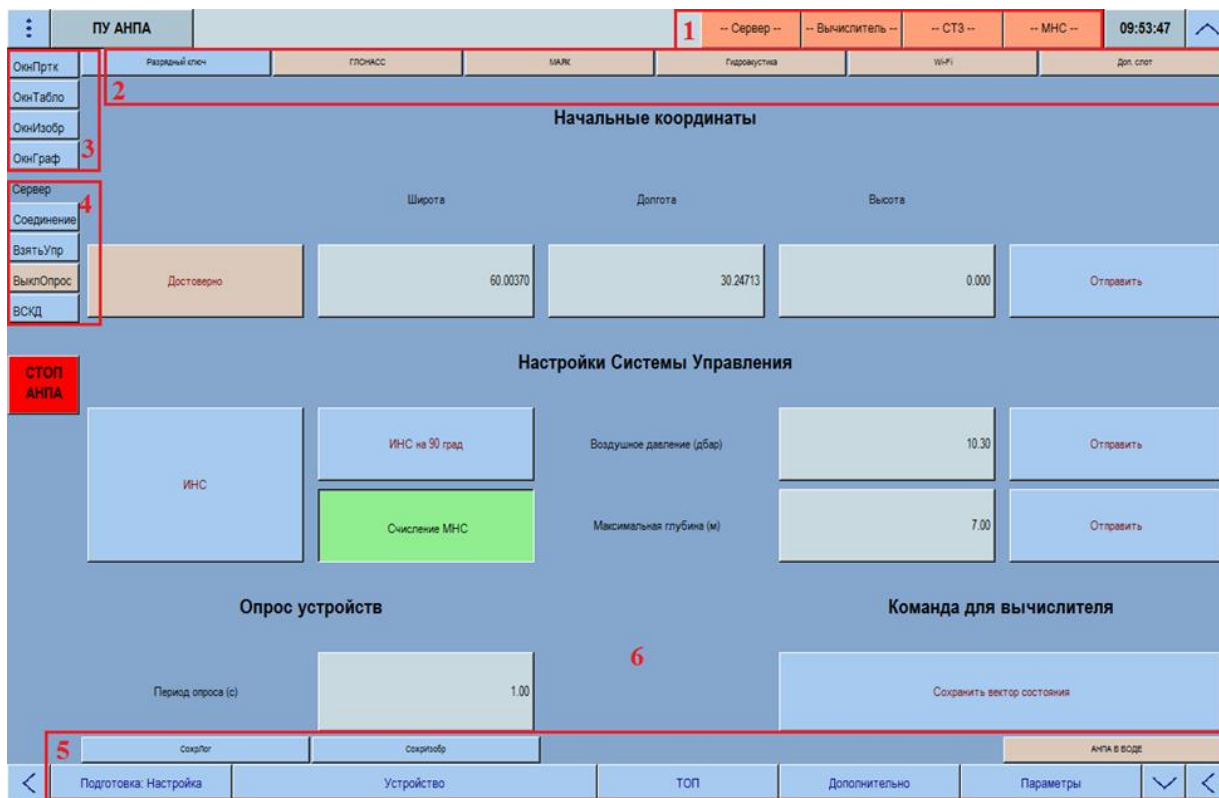 ПУ АНПА
1
-- Сервер --
-- Вычислитель --
-- СТЗ --
-- МНС --
09:53:47
ОкнПртк
Разрядный ключ
ГЛОНАСС
МАЯК
Гидроакустика
Wi-Fi
Доп. слот
2
ОкнТабло
ОкнИзобр
ОкнГраф
3
Начальные координаты
Сервер
4
Соединение
ВзятьУпр
ВыклОпрос
ВСКД
Широта
Долгота
Высота
Достоверно
60.00370
30.24713
0.000
Отправить
СТОП
АНПА
Настройки Системы Управления
ИНС
ИНС на 90 град
Воздушное давление (дбар)
10.30
Отправить
Счисление МНС
Максимальная глубина (м)
7.00
Отправить
Опрос устройств
Команда для вычислителя
Период опроса (с)
1.00
6
Сохранить вектор состояния
5
СохрЛог
СохрИзобр
АНПА В ВОДЕ
Подготовка: Настройка
Устройство
ТОП
Дополнительно
Параметры